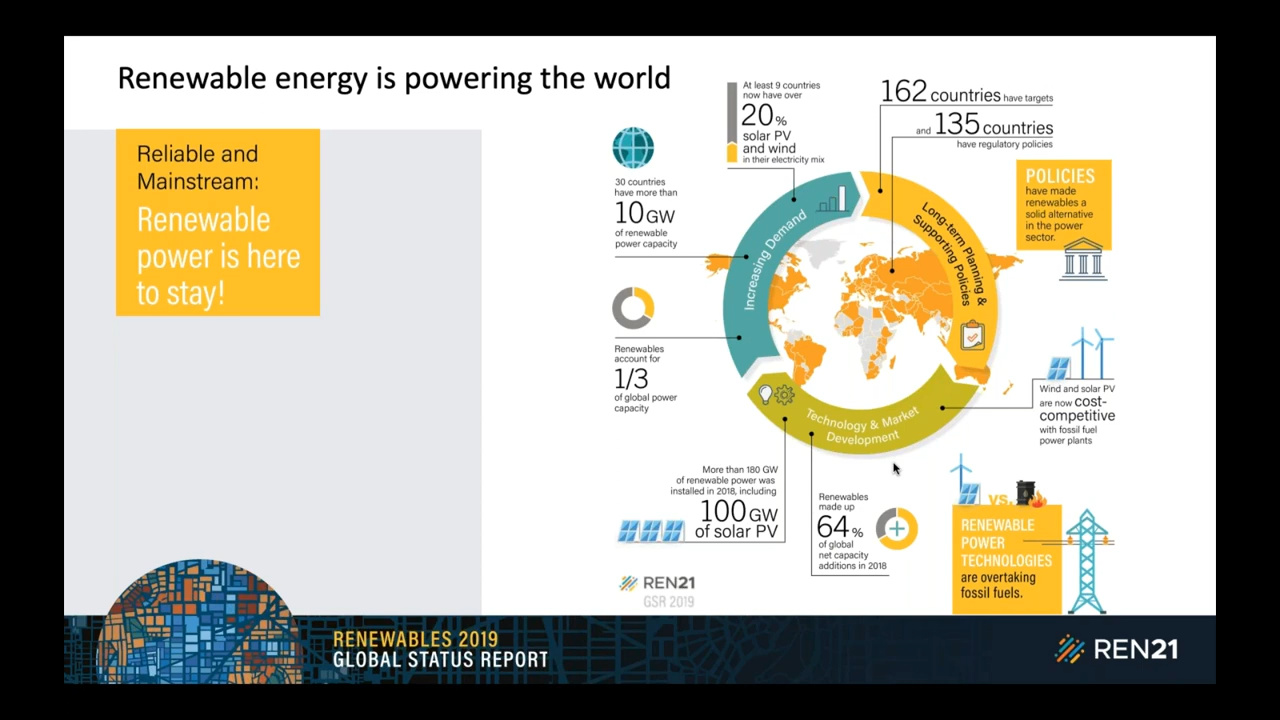 Renewable energy is powering the world
Reliable and
Mainstream:
Renewable
power is here
to stay!
At least 9 countries
now have over
20%
solar PV
and wind
in their electricity mix
30 countries
have more than
10 GW
of renewable
power capacity
Renewables
account for
1/3
of global power
capacity
162 countries have targets
and 135 countries
have regulatory policies
POLICIES
have made
renewables a
solid alternative
in the power
sector.
Increasing Demand
Long-term Planning &
Supporting Policies
Technology & Market
Development
Wind and solar PV
are now cost-
competitive
with fossil fuel
power plants
More than 180 GW
of renewable power was
installed in 2018, including
100 GW
of solar PV
Renewables
made up
64%
of global
net capacity
additions in 2018
vs.
RENEWABLE
POWER
TECHNOLOGIES
are overtaking
fossil fuels.
REN21
GSR 2019
RENEWABLES 2019
GLOBAL STATUS REPORT
REN21